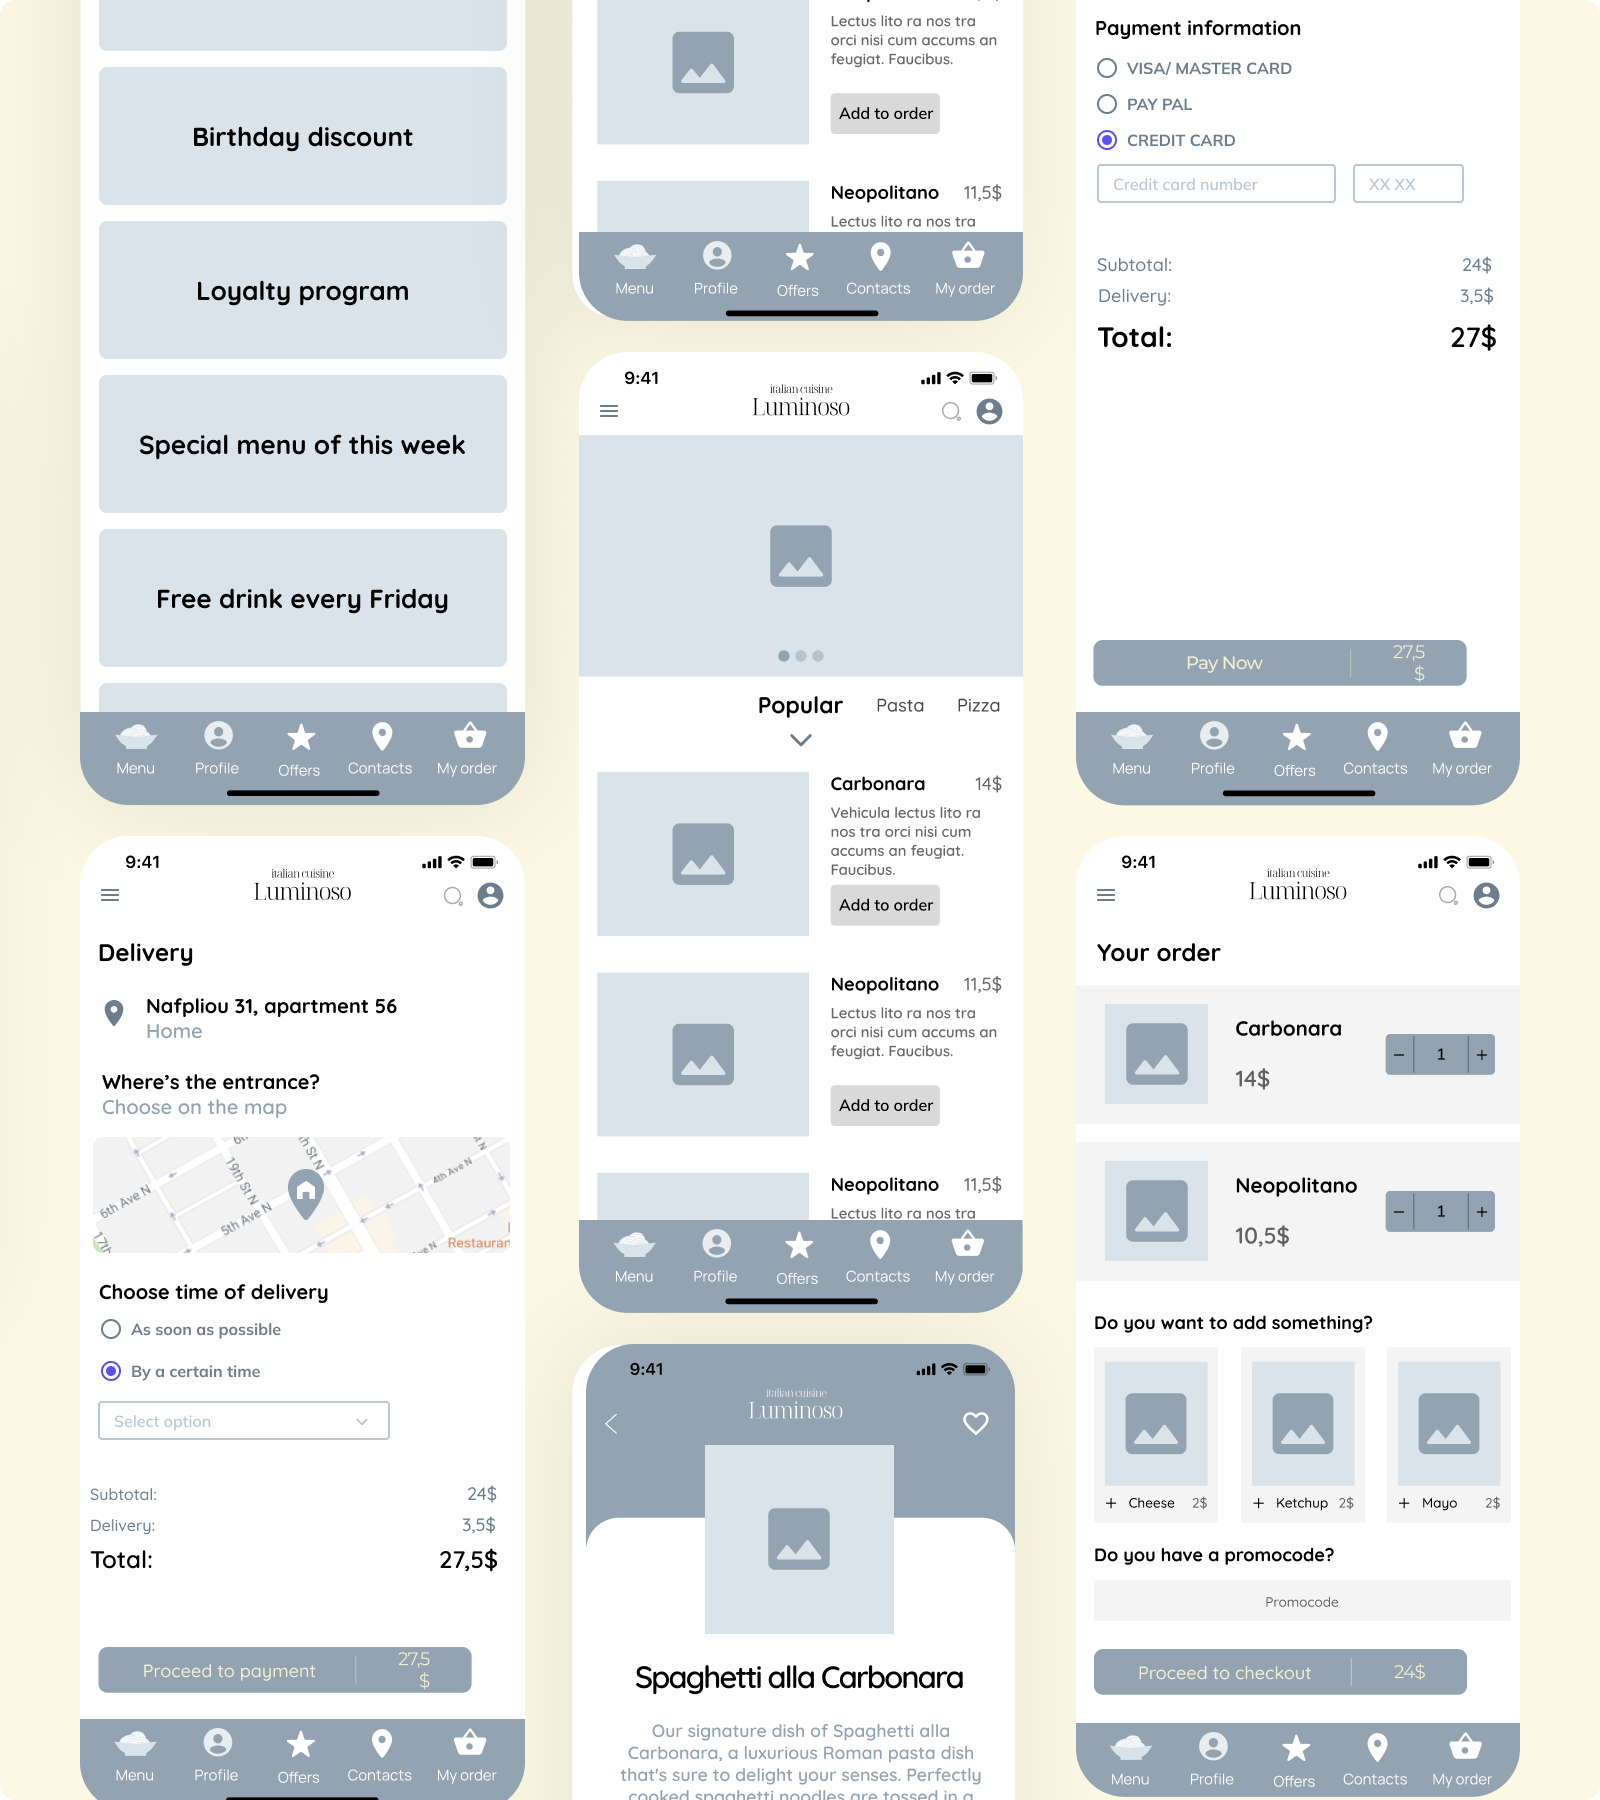 Birthday discount
Loyalty program
Special menu of this week
Free drink every Friday
Menu
Profile
Offers
Contacts
My order
9:41
italian cuisine
Luminoso
Delivery
Nafpliou 31, apartment 56
Home
Where's the entrance?
Choose on the map
6th Ave N
19th St N
5th Ave N
4th Ave N
St N
17th
Restauran
Choose time of delivery
As soon as possible
By a certain time
Select option
Subtotal: 24$
Delivery: 3,5$
Total: 27,5$
Proceed to payment 27,5
$
Menu
Profile
Offers
Contacts
My order
Lectus lito ra nos tra
orci nisi cum accums an
feugiat. Faucibus.
Add to order
Neopolitano 11,5$
Lectus lito ra nos tra
Menu
Profile
Offers
Contacts
My order
9:41
italian cuisine
Luminoso
Popular Pasta Pizza
Carbonara 14$
Vehicula lectus lito ra
nos tra orci nisi cum
accums an feugiat.
Faucibus.
Add to order
Neopolitano 11,5$
Lectus lito ra nos tra
orci nisi cum accums an
feugiat. Faucibus.
Add to order
Neopolitano 11,5$
Lectus lito ra nos tra
Menu
Profile
Offers
Contacts
My order
9:41
italian cuisine
Luminoso
Spaghetti alla Carbonara
Our signature dish of Spaghetti alla
Carbonara, a luxurious Roman pasta dish
that's sure to delight your senses. Perfectly
cooked spaghetti noodles are tossed in a
Payment information
VISA/ MASTER CARD
PAY PAL
CREDIT CARD
Credit card number XX XX
Subtotal: 24$
Delivery: 3,5$
Total: 27$
Pay Now 27,5
$
Menu
Profile
Offers
Contacts
My order
9:41
italian cuisine
Luminoso
Your order
Carbonara
14$
− 1 +
Neopolitano
10,5$
− 1 +
Do you want to add something?
+ Cheese 2$
+ Ketchup 2$
+ Mayo 2$
Do you have a promocode?
Promocode
Proceed to checkout 24$
Menu
Profile
Offers
Contacts
My order